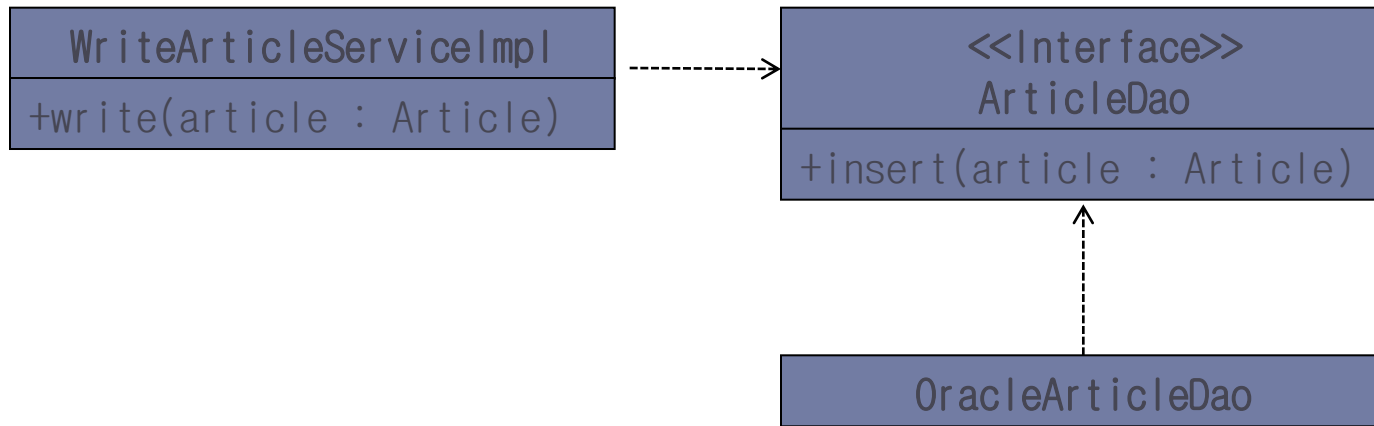 WriteArticleServiceImpl
+write(article : Article)
<<Interface>>
ArticleDao
+insert(article : Article)
OracleArticleDao